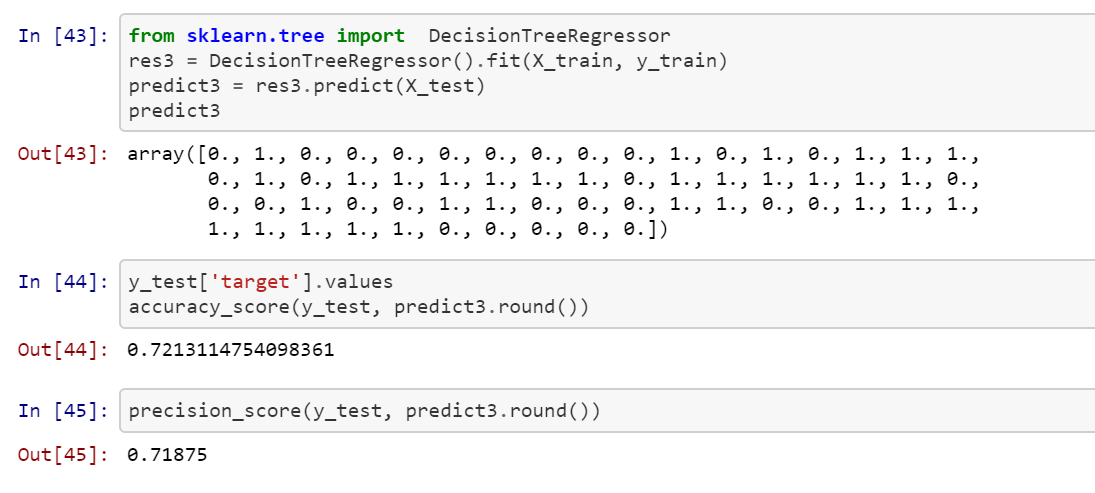 In [43]: from sklearn.tree import  DecisionTreeRegressor
res3 = DecisionTreeRegressor().fit(X_train, y_train)
predict3 = res3.predict(X_test)
predict3
Out[43]: array([0., 1., 0., 0., 0., 0., 0., 0., 0., 0., 1., 0., 1., 0., 1., 1., 1.,
0., 1., 0., 1., 1., 1., 1., 1., 1., 0., 1., 1., 1., 1., 1., 1., 0.,
0., 0., 1., 0., 0., 1., 1., 0., 0., 0., 1., 1., 0., 0., 1., 1., 1.,
1., 1., 1., 1., 1., 0., 0., 0., 0., 0.])
In [44]: y_test['target'].values
accuracy_score(y_test, predict3.round())
Out[44]: 0.7213114754098361
In [45]: precision_score(y_test, predict3.round())
Out[45]: 0.71875